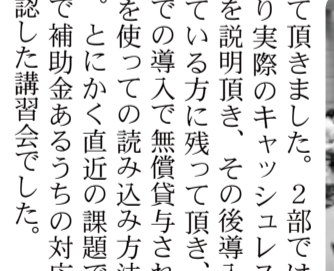 て頂きました。2部では
り実際のキャッシュレス
を説明頂き、その後導入
ている方に残って頂き、
での導入で無償貸与され
を使っての読み込み方法
。とにかく直近の課題で
で補助金あるうちの対応
認した講習会でした。